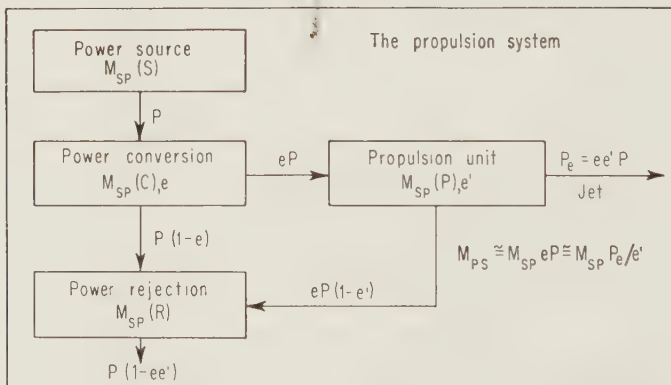 The propulsion system
Power source
M_SP (S)
P
Power conversion
M_SP (C),e
eP
Propulsion unit
M_SP (P),e'
P_e = ee' P
Jet
P (1-e)
M_PS ≅ M_SP eP ≅ M_SP P_e/e'
Power rejection
M_SP (R)
eP (1-e')
P (1-ee')